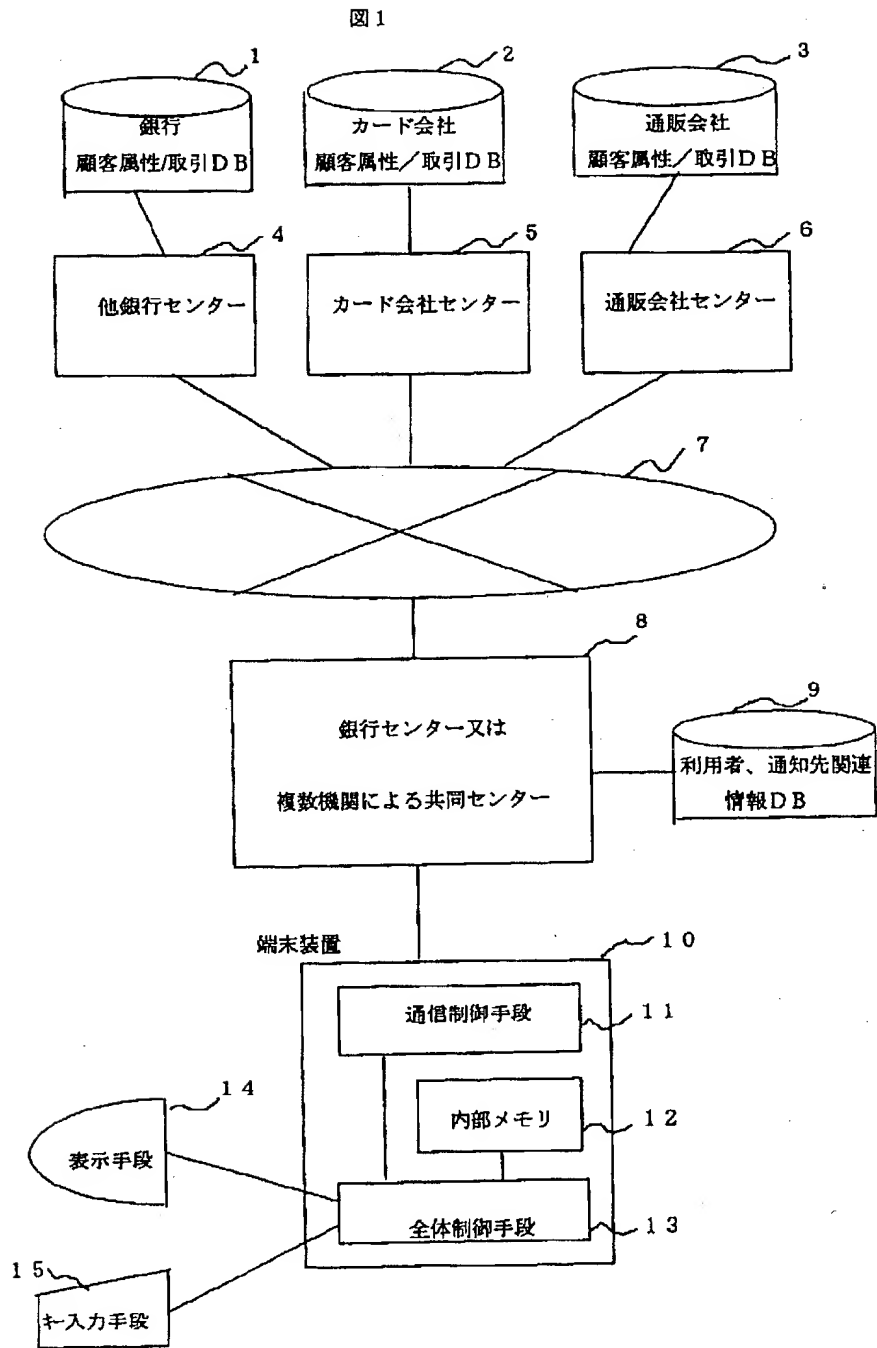 図1
1
2
3
銀行
顧客属性/取引DB
カード会社
顧客属性/取引DB
通販会社
顧客属性/取引DB
4
5
6
他銀行センター
カード会社センター
通販会社センター
7
8
9
銀行センター又は
複数機関による共同センター
利用者、通知先関連
情報DB
端末装置
10
通信制御手段
11
内部メモリ
12
14
表示手段
全体制御手段
13
15
キー入力手段